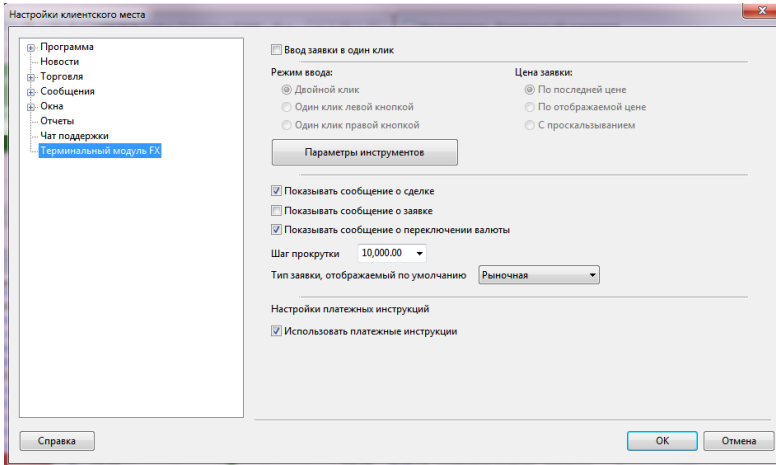 Настройки клиентского места
Программа
Новости
Торговля
Сообщения
Окна
Отчеты
Чат поддержки
Терминальный модуль FX
Ввод заявки в один клик
Режим ввода:
Двойной клик
Один клик левой кнопкой
Один клик правой кнопкой
Цена заявки:
По последней цене
По отображаемой цене
С проскальзыванием
Параметры инструментов
Показывать сообщение о сделке
Показывать сообщение о заявке
Показывать сообщение о переключении валюты
Шаг прокрутки 10,000.00
Тип заявки, отображаемый по умолчанию Рыночная
Настройки платежных инструкций
Использовать платежные инструкции
Справка
OK
Отмена